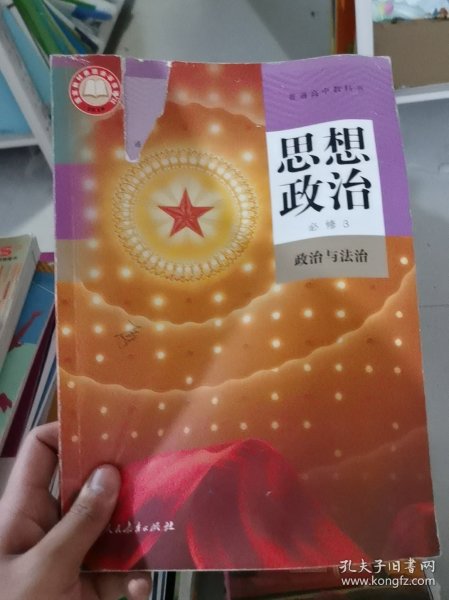 普通高中教科书
思想
政治
必修3
政治与法治
人民教育出版社
孔夫子旧书网
www.kongfz.com